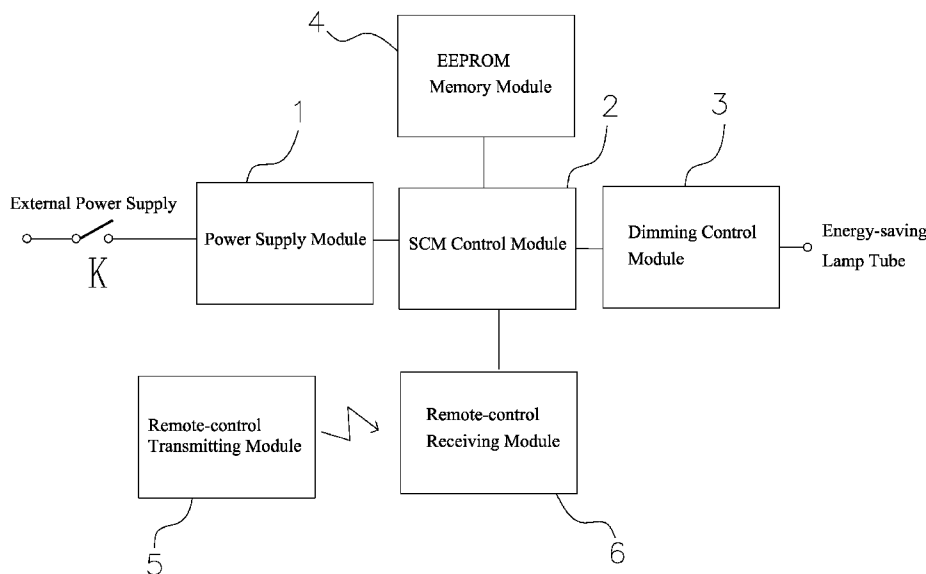 4
EEPROM
Memory Module
1
2
3
External Power Supply
K
Power Supply Module
SCM Control Module
Dimming Control
Module
Energy-saving
Lamp Tube
Remote-control
Transmitting Module
Remote-control
Receiving Module
5
6